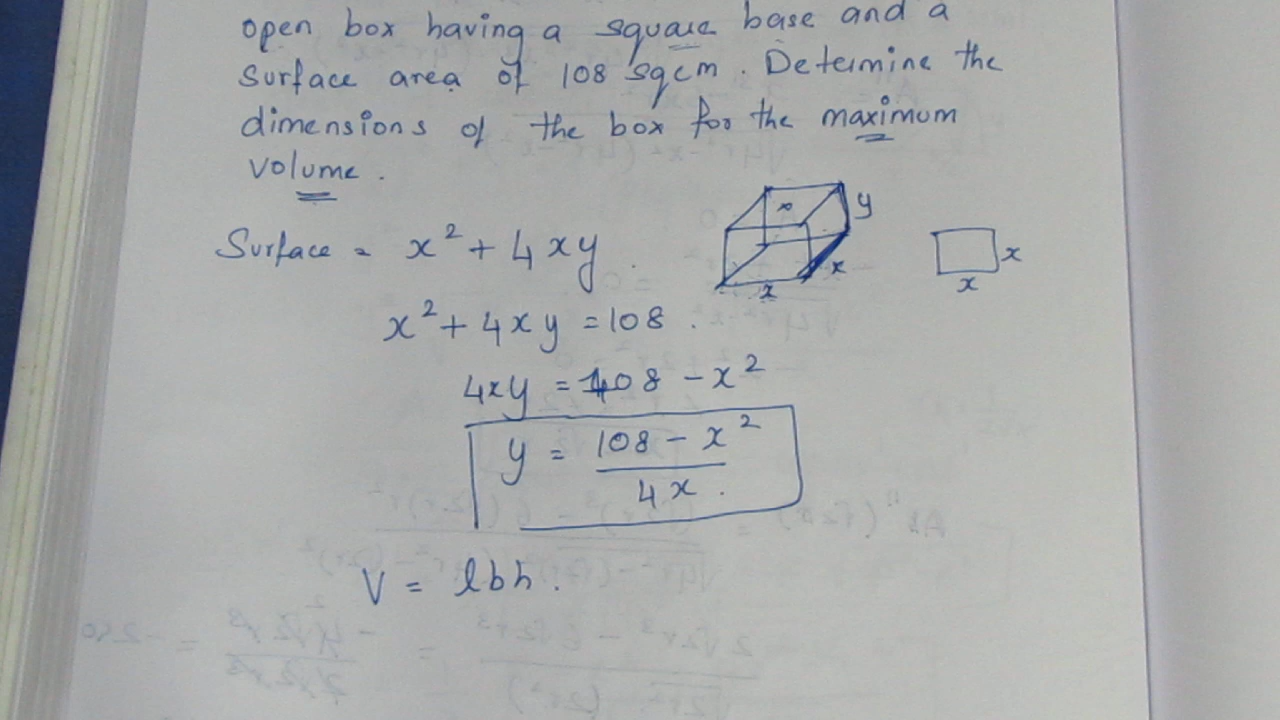 open box having a square base and a
surface area of 108 sqcm. Determine the
dimensions of the box for the maximum
volume.
Surface = x² + 4xy.
x y
x x
x
x
x² + 4xy = 108.
4xy = 108 - x²
y = 108 - x²
4x.
V = lbh.